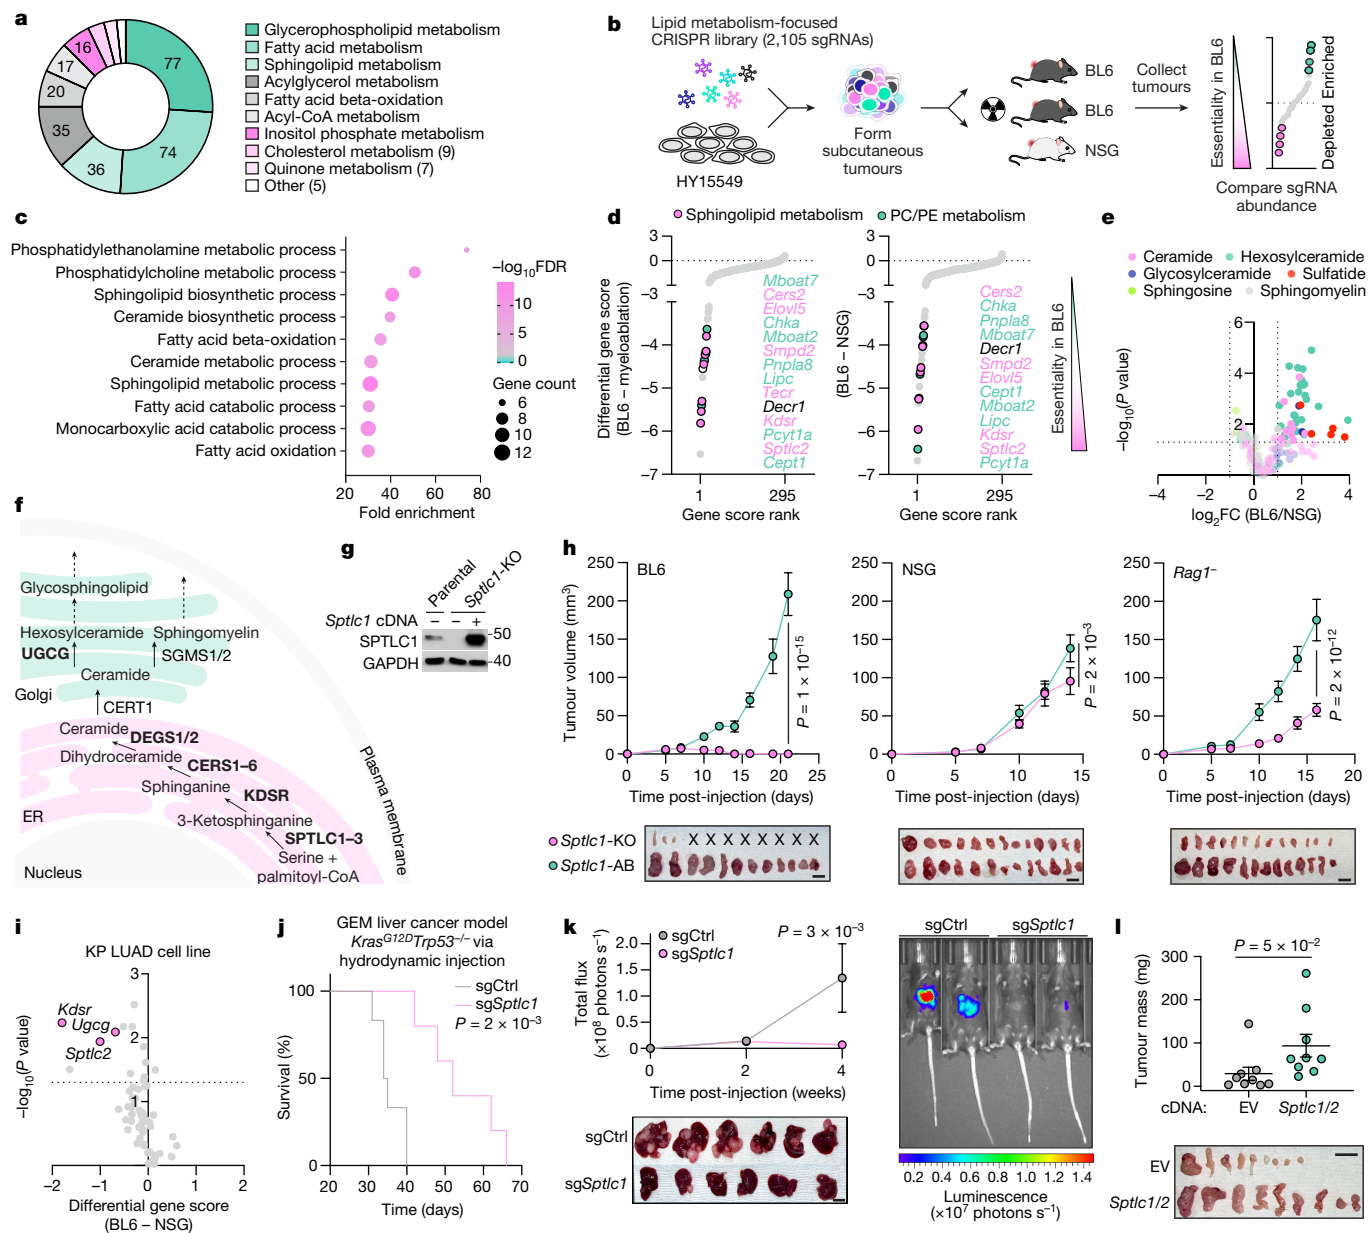 a
77
74
36
35
20
17
16
Glycerophospholipid metabolism
Fatty acid metabolism
Sphingolipid metabolism
Acylglycerol metabolism
Fatty acid beta-oxidation
Acyl-CoA metabolism
Inositol phosphate metabolism
Cholesterol metabolism (9)
Quinone metabolism (7)
Other (5)
b
Lipid metabolism-focused
CRISPR library (2,105 sgRNAs)
HY15549
Form
subcutaneous
tumours
BL6
BL6
NSG
Collect
tumours
Essentiality in BL6
Depleted Enriched
Compare sgRNA
abundance
c
Phosphatidylethanolamine metabolic process
Phosphatidylcholine metabolic process
Sphingolipid biosynthetic process
Ceramide biosynthetic process
Fatty acid beta-oxidation
Ceramide metabolic process
Sphingolipid metabolic process
Fatty acid catabolic process
Monocarboxylic acid catabolic process
Fatty acid oxidation
20 40 60 80
Fold enrichment
−log₁₀FDR
10
5
0
Gene count
6
8
10
12
d
Sphingolipid metabolism
PC/PE metabolism
Differential gene score
(BL6 – myeloablation)
3
0
−3
−4
−5
−6
−7
1 295
Gene score rank
Mboat7
Cers2
Elovl5
Chka
Mboat2
Smpd2
Pnpla8
Lipc
Tecr
Decr1
Kdsr
Pcyt1a
Sptlc2
Cept1
(BL6 – NSG)
3
0
−3
−4
−5
−6
−7
1 295
Gene score rank
Cers2
Chka
Pnpla8
Mboat7
Decr1
Smpd2
Elovl5
Cept1
Mboat2
Lipc
Kdsr
Sptlc2
Pcyt1a
Essentiality in BL6
e
Ceramide Hexosylceramide
Glycosylceramide Sulfatide
Sphingosine Sphingomyelin
−log₁₀(P value)
6
4
2
−4 −2 0 2 4
log₂FC (BL6/NSG)
f
Glycosphingolipid
Hexosylceramide Sphingomyelin
UGCG SGMS1/2
Ceramide
Golgi
CERT1
Ceramide
DEGS1/2
Dihydroceramide
CERS1–6
Sphinganine
KDSR
ER
3-Ketosphinganine
SPTLC1–3
Serine +
palmitoyl-CoA
Nucleus
Plasma membrane
g
Parental
Sptlc1-KO
Sptlc1 cDNA − − +
SPTLC1
GAPDH
50
40
h
Tumour volume (mm³)
BL6
250
200
150
100
50
0
0 5 10 15 20 25
Time post-injection (days)
P = 1 × 10⁻¹⁵
NSG
250
200
150
100
50
0
0 5 10 15
Time post-injection (days)
P = 2 × 10⁻³
Rag1⁻
250
200
150
100
50
0
0 5 10 15 20
Time post-injection (days)
P = 2 × 10⁻¹²
Sptlc1-KO
Sptlc1-AB
X X X X X X X X
i
KP LUAD cell line
−log₁₀(P value)
3
2
1
Kdsr
Ugcg
Sptlc2
−2 −1 0 1 2
Differential gene score
(BL6 – NSG)
j
GEM liver cancer model
Kras^G12D Trp53⁻/⁻ via
hydrodynamic injection
sgCtrl
sgSptlc1
P = 2 × 10⁻³
Survival (%)
100
50
0
20 30 40 50 60 70
Time (days)
k
sgCtrl
sgSptlc1
P = 3 × 10⁻³
Total flux
(×10⁸ photons s⁻¹)
2.0
1.5
1.0
0.5
0
0 2 4
Time post-injection (weeks)
sgCtrl
sgSptlc1
sgCtrl sgSptlc1
0.2 0.4 0.6 0.8 1.0 1.2 1.4
Luminescence
(×10⁷ photons s⁻¹)
l
P = 5 × 10⁻²
Tumour mass (mg)
300
200
100
0
cDNA: EV Sptlc1/2
EV
Sptlc1/2